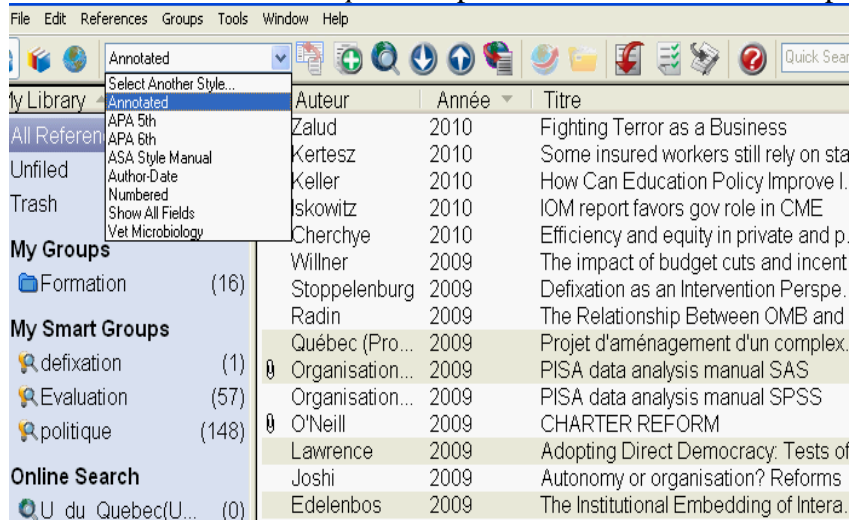 File Edit References Groups Tools Window Help
Annotated
Quick Sear
My Library
Select Another Style...
Annotated
APA 5th
APA 6th
ASA Style Manual
Author-Date
Numbered
Show All Fields
Vet Microbiology
All Referen
Unfiled
Trash
My Groups
Formation (16)
My Smart Groups
defixation (1)
Evaluation (57)
politique (148)
Online Search
U du Quebec(U... (0)
Auteur Année Titre
Zalud 2010 Fighting Terror as a Business
Kertesz 2010 Some insured workers still rely on sta
Keller 2010 How Can Education Policy Improve I...
Iskowitz 2010 IOM report favors gov role in CME
Cherchye 2010 Efficiency and equity in private and p...
Willner 2009 The impact of budget cuts and incent
Stoppelenburg 2009 Defixation as an Intervention Perspe...
Radin 2009 The Relationship Between OMB and
Québec (Pro... 2009 Projet d'aménagement d'un complex...
Organisation... 2009 PISA data analysis manual SAS
Organisation... 2009 PISA data analysis manual SPSS
O'Neill 2009 CHARTER REFORM
Lawrence 2009 Adopting Direct Democracy: Tests of
Joshi 2009 Autonomy or organisation? Reforms
Edelenbos 2009 The Institutional Embedding of Intera...